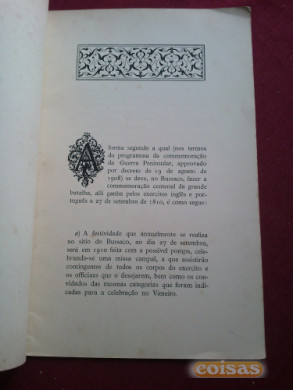 A forma segundo a qual (nos termos
do programma da commemoração
da Guerra Peninsular, approvado
por decreto de 19 de agosto de
1908) se deve, no Bussaco, fazer a
commemoração centenal da grande
batalha, alli ganha pelos exercitos inglês e por-
tuguês a 27 de setembro de 1810, é como segue:
a) A festividade que annualmente se realiza
no sitio do Bussaco, no dia 27 de setembro,
será em 1910 feita com a possivel pompa, cele-
brando-se uma missa campal, a que assistirão
contingentes de todos os corpos do exercito e
os officiaes que o desejarem, bem como os con-
vidados das mesmas categorias que foram indi-
cadas para a celebração no Vimeiro.
coisas